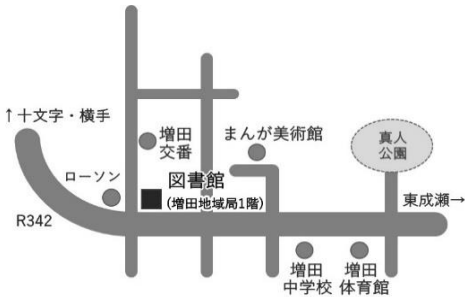 ↑十文字・横手
増田
交番
まんが美術館
真人
公園
ローソン
図書館
(増田地域局1階)
東成瀬→
R342
増田
中学校
増田
体育館